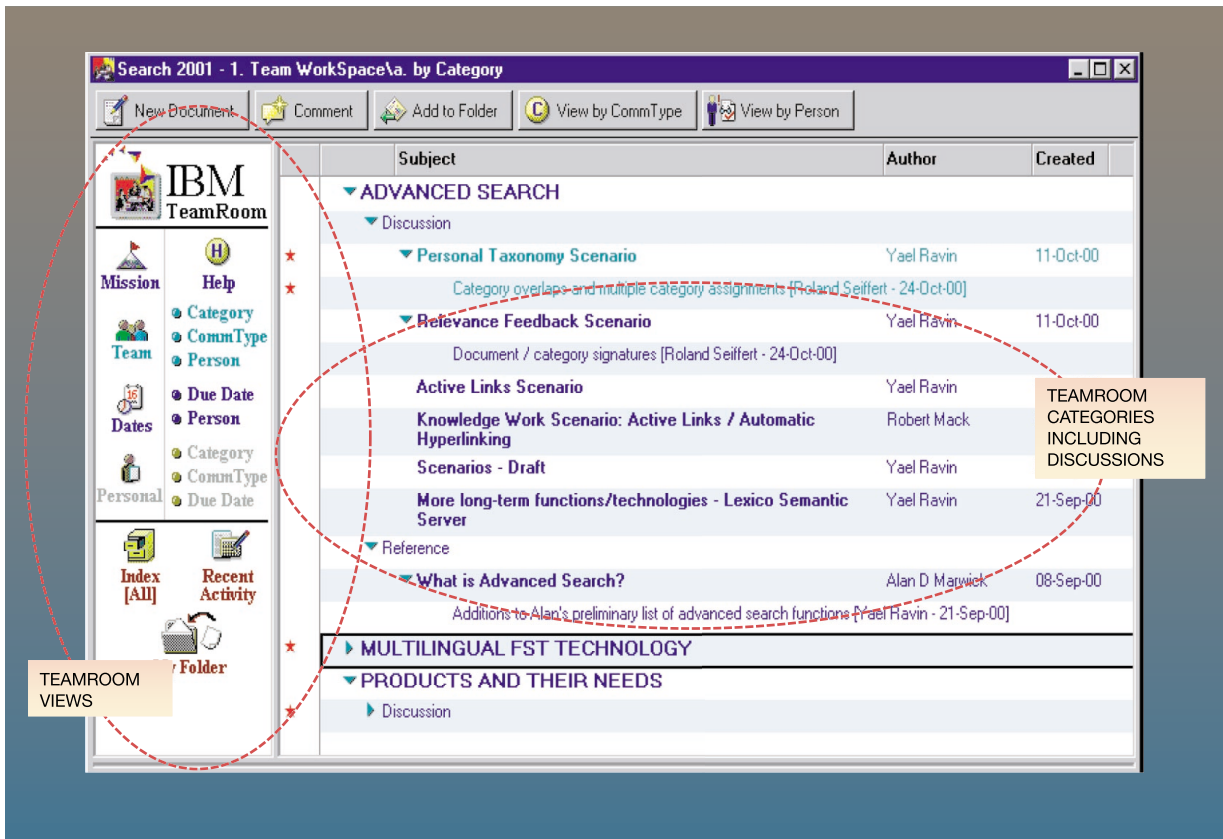 Search 2001 - 1. Team WorkSpace\a. by Category
New Document
Comment
Add to Folder
C
View by CommType
View by Person
IBM
TeamRoom
Mission
H
Help
Team
Category
CommType
Person
16
Dates
Due Date
Person
Personal
Category
CommType
Due Date
Index
[All]
Recent
Activity
Folder
TEAMROOM
VIEWS
Subject Author Created
ADVANCED SEARCH
Discussion
Personal Taxonomy Scenario Yael Ravin 11-Oct-00
Category overlaps and multiple category assignments [Roland Seiffert - 24-Oct-00]
Relevance Feedback Scenario Yael Ravin 11-Oct-00
Document / category signatures [Roland Seiffert - 24-Oct-00]
Active Links Scenario Yael Ravin
Knowledge Work Scenario: Active Links / Automatic Robert Mack
Hyperlinking
Scenarios - Draft Yael Ravin
More long-term functions/technologies - Lexico Semantic Yael Ravin 21-Sep-00
Server
Reference
What is Advanced Search? Alan D Marwick 08-Sep-00
Additions to Alan's preliminary list of advanced search functions [Yael Ravin - 21-Sep-00]
MULTILINGUAL FST TECHNOLOGY
PRODUCTS AND THEIR NEEDS
Discussion
TEAMROOM
CATEGORIES
INCLUDING
DISCUSSIONS